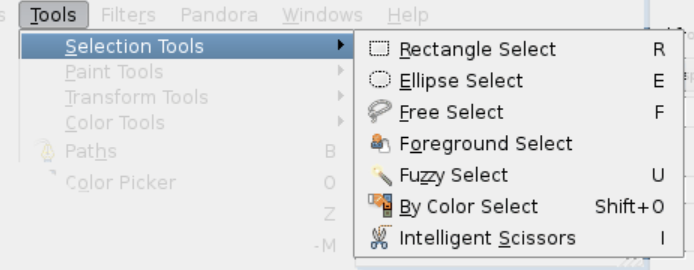 Tools Filters Pandora Windows Help
Selection Tools
Paint Tools
Transform Tools
Color Tools
Paths B
Color Picker O
Z
-M
Rectangle Select R
Ellipse Select E
Free Select F
Foreground Select
Fuzzy Select U
By Color Select Shift+O
Intelligent Scissors I